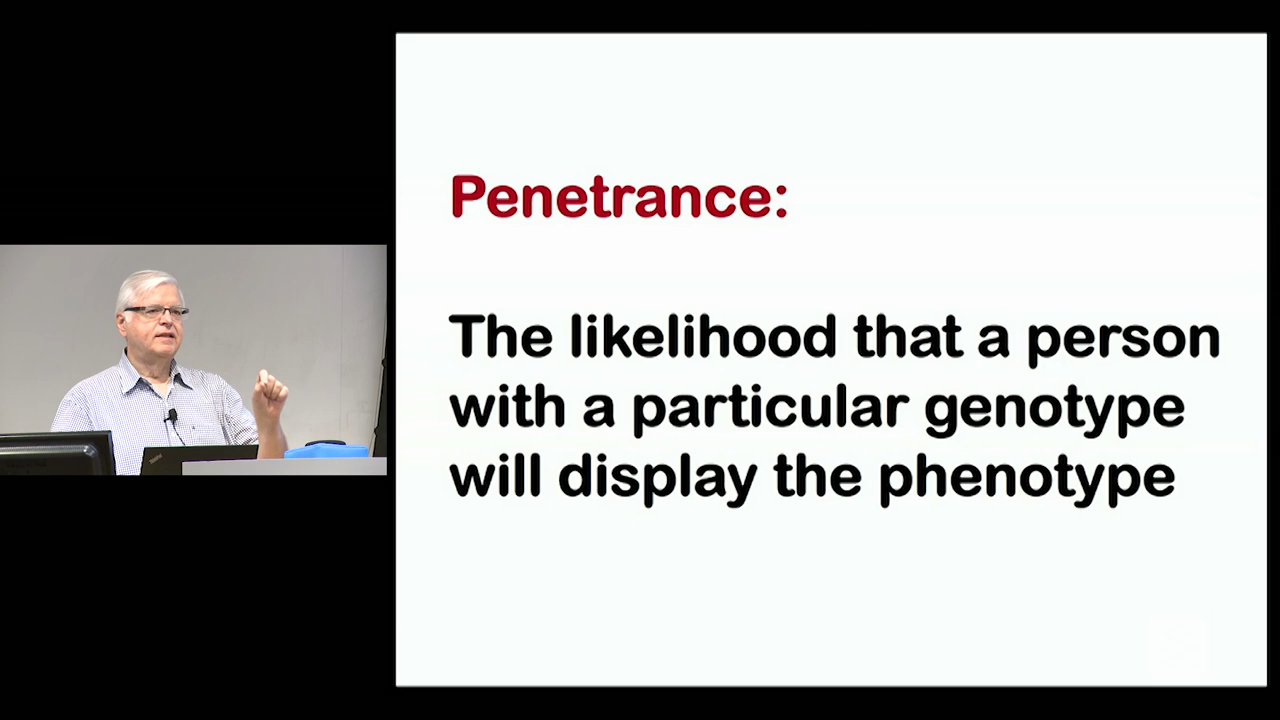 Penetrance:
The likelihood that a person
with a particular genotype
will display the phenotype